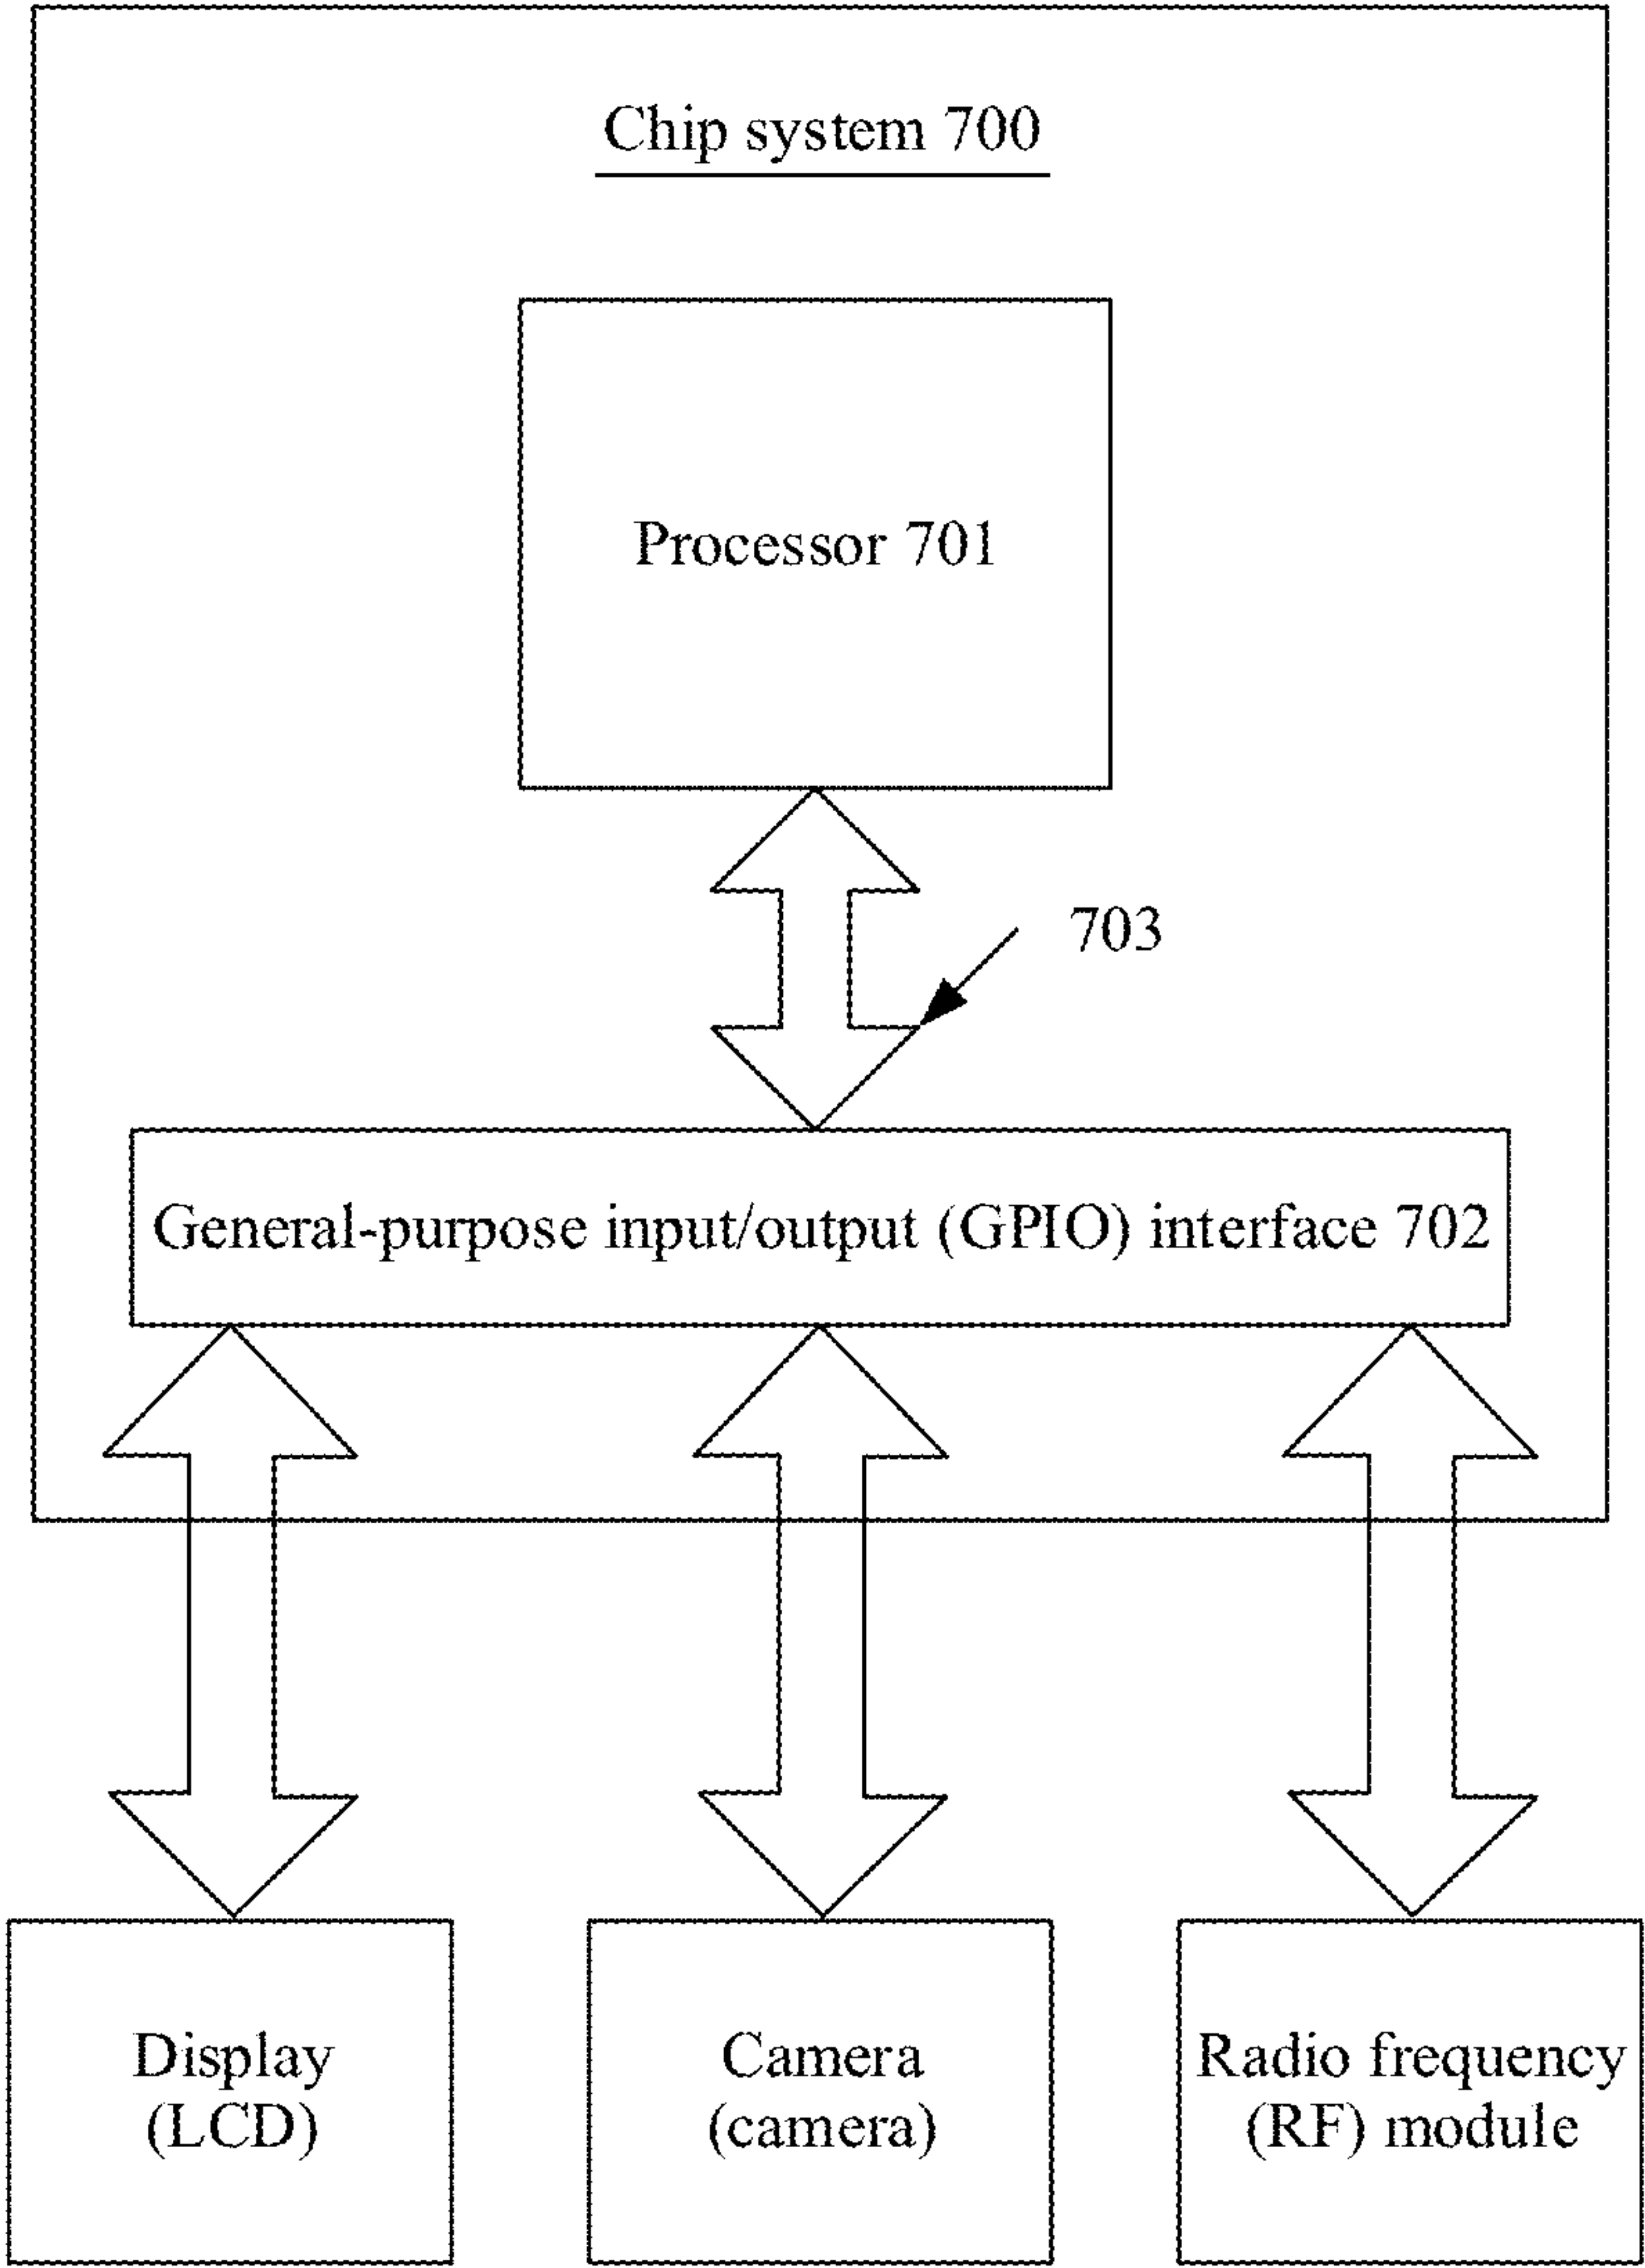 Chip system 700
Processor 701
703
General-purpose input/output (GPIO) interface 702
Display
(LCD)
Camera
(camera)
Radio frequency
(RF) module